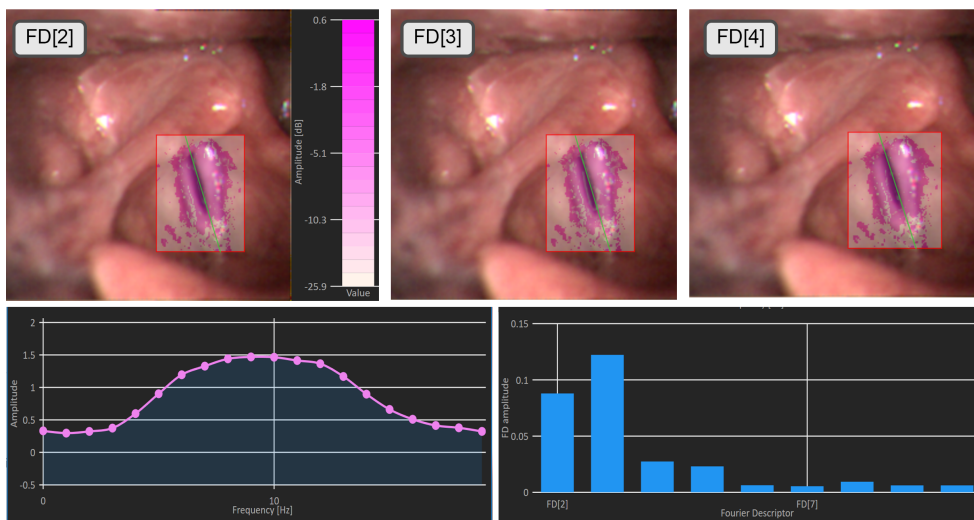 FD[2]
0.6
-1.8
-5.1
-10.3
-25.9
Amplitude [dB]
Value
FD[3]
FD[4]
2
1.5
1
0.5
0
-0.5
Amplitude
0
10
Frequency [Hz]
0.15
0.1
0.05
0
FD amplitude
FD[2]
FD[7]
Fourier Descriptor